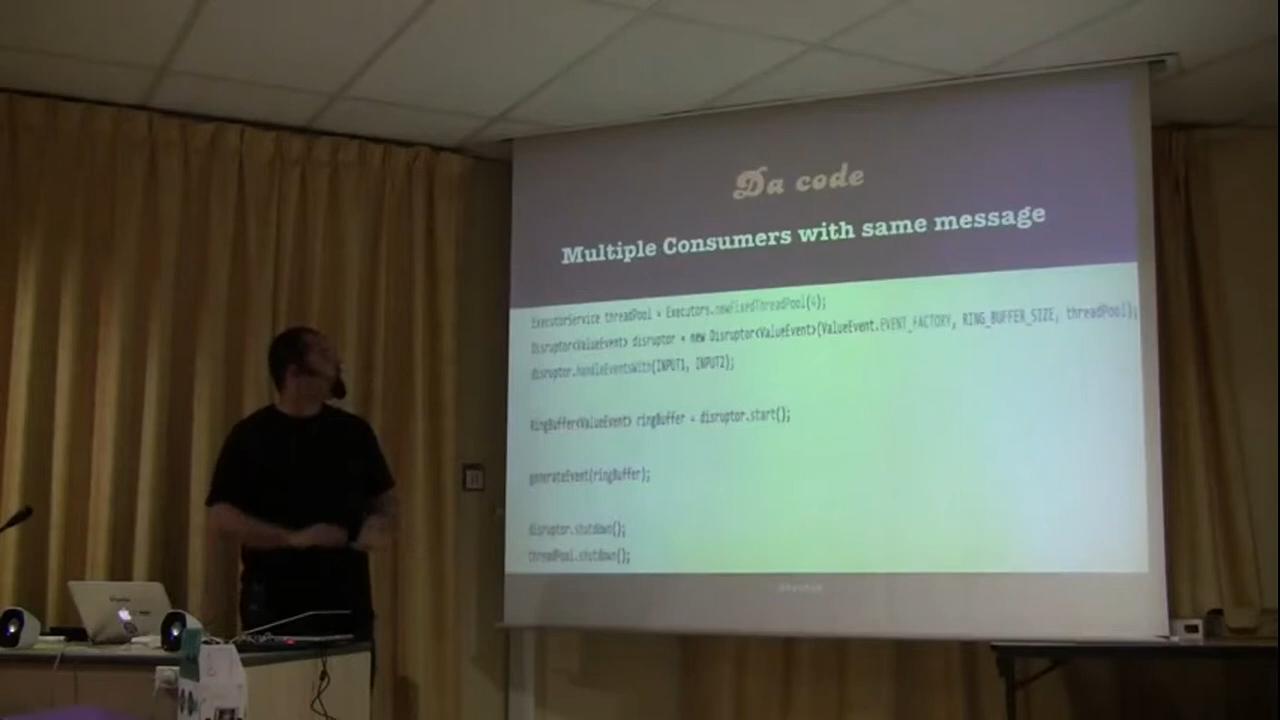 Da code
Multiple Consumers with same message
ExecutorService threadPool = Executors.newFixedThreadPool(4);
Disruptor<ValueEvent> disruptor = new Disruptor<ValueEvent>(ValueEvent.EVENT_FACTORY, RING_BUFFER_SIZE, threadPool);
disruptor.handleEventsWith(INPUT1, INPUT2);
RingBuffer<ValueEvent> ringBuffer = disruptor.start();
generateEvent(ringBuffer);
disruptor.shutdown();
threadPool.shutdown();